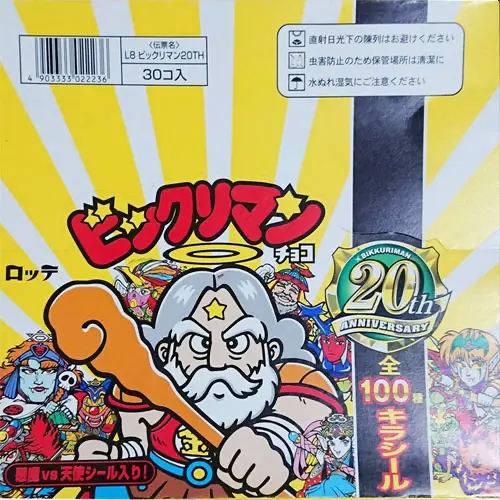 〈伝票名〉
L8 ビックリマン20TH
30コ入
4 903333 022236
直射日光下の陳列はお避けください
虫害防止のため保管場所は清潔に
水ぬれ湿気にご注意ください
ビックリマン
チョコ
ロッテ
BIKKURIMAN
20th
ANNIVERSARY
全
100種
キラシール
悪魔vs天使シール入り!